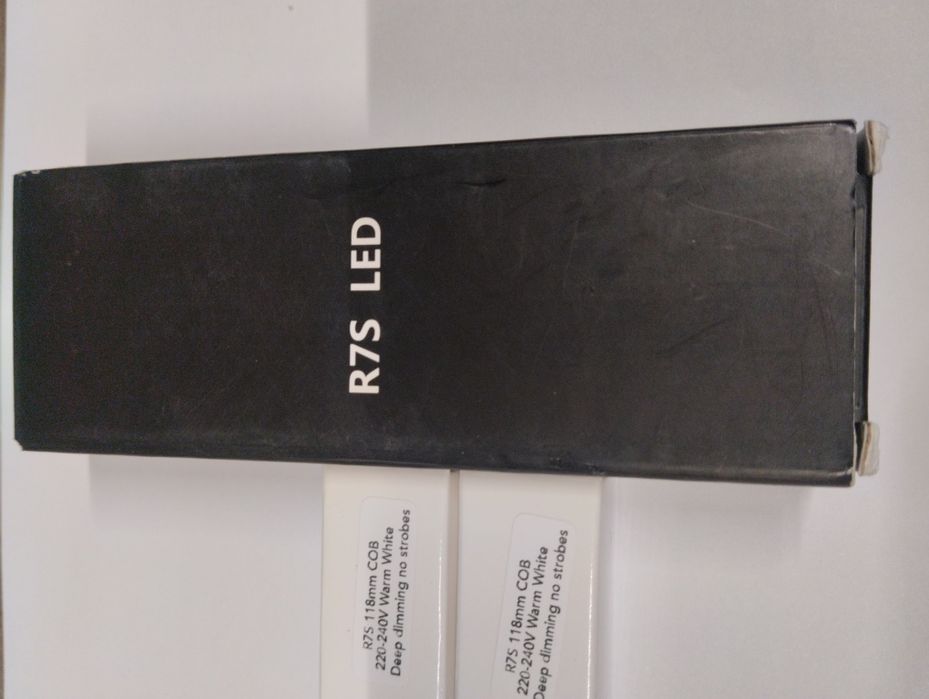 R7S LED
R7S 118mm COB
220-240V Warm White
Deep dimming no strobes
R7S 118mm COB
220-240V Warm White
Deep dimming no strobes